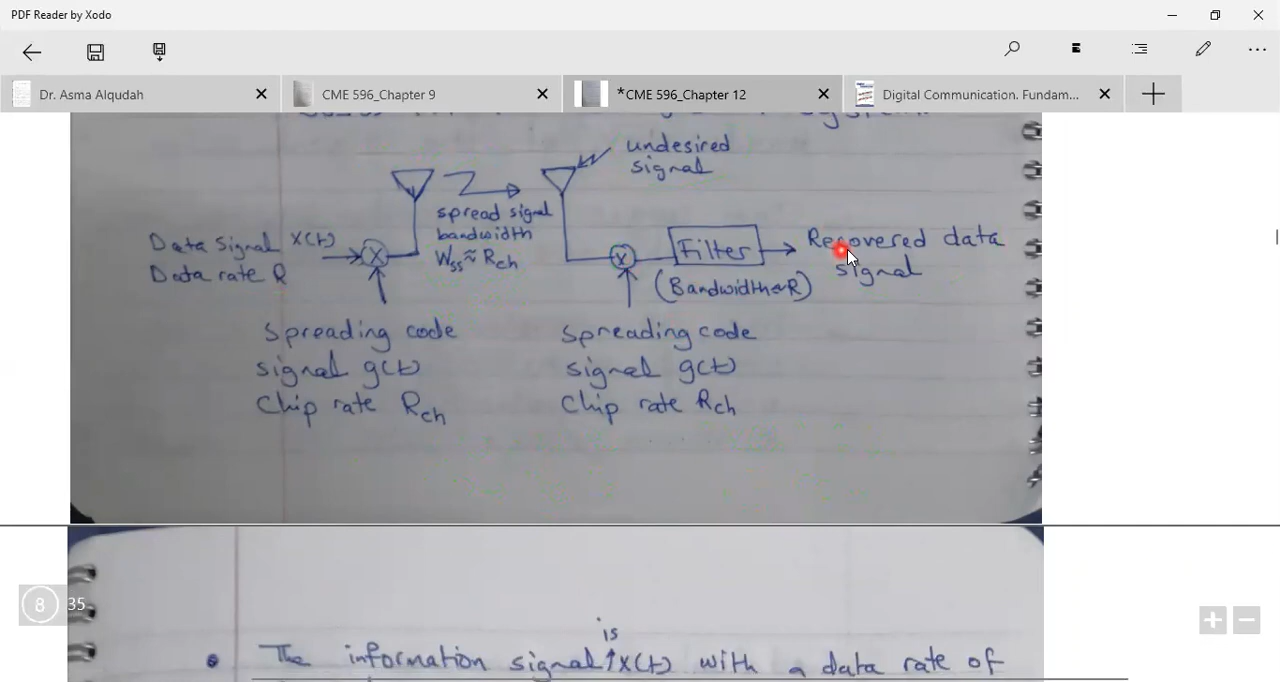 PDF Reader by Xodo
Dr. Asma Alqudah
CME 596_Chapter 9
*CME 596_Chapter 12
Digital Communication. Fundam...
system.
undesired
signal
spread signal
bandwidth
Wss ≈ Rch
Data Signal x(t)
Data rate R
X
X
Filter
(Bandwidth≈R)
Recovered data
signal
Spreading code
signal g(t)
Chip rate Rch
Spreading code
signal g(t)
Chip rate Rch
8 35
is
• The information signal ↑x(t) with a data rate of